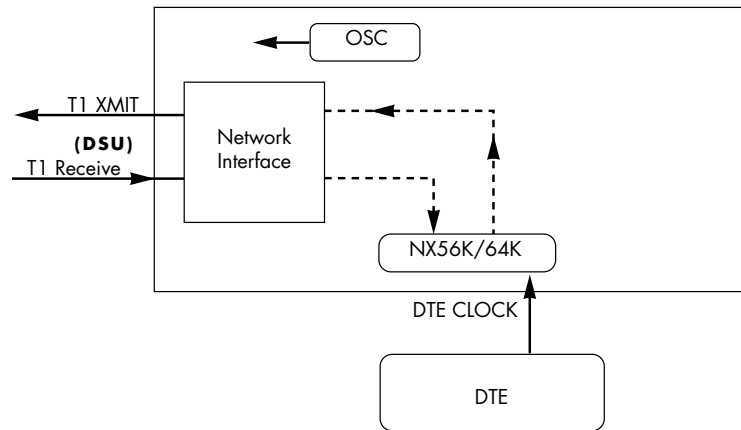 OSC
T1 XMIT
(DSU)
T1 Receive
Network
Interface
NX56K/64K
DTE CLOCK
DTE